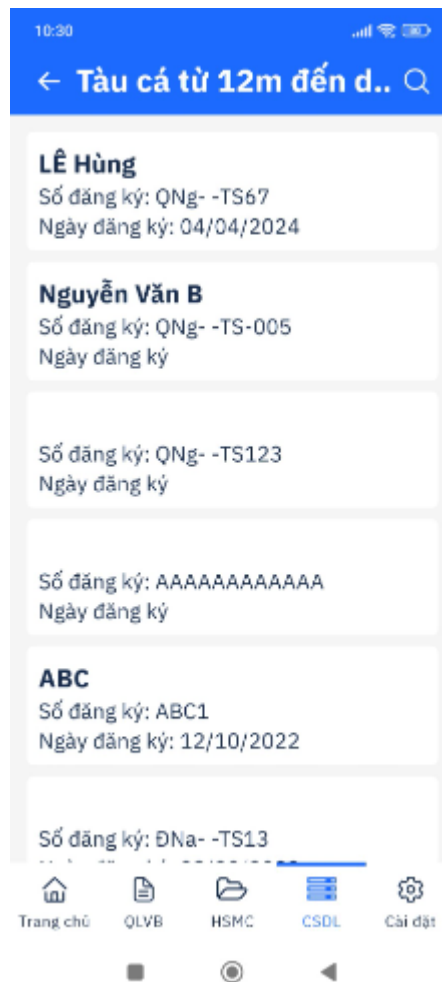 10:30
Tàu cá từ 12m đến d..
LÊ Hùng
Số đăng ký: QNg- -TS67
Ngày đăng ký: 04/04/2024
Nguyễn Văn B
Số đăng ký: QNg- -TS-005
Ngày đăng ký
Số đăng ký: QNg- -TS123
Ngày đăng ký
Số đăng ký: AAAAAAAAAAAA
Ngày đăng ký
ABC
Số đăng ký: ABC1
Ngày đăng ký: 12/10/2022
Số đăng ký: ĐNa- -TS13
Trang chủ
QLVB
HSMC
CSDL
Cài đặt